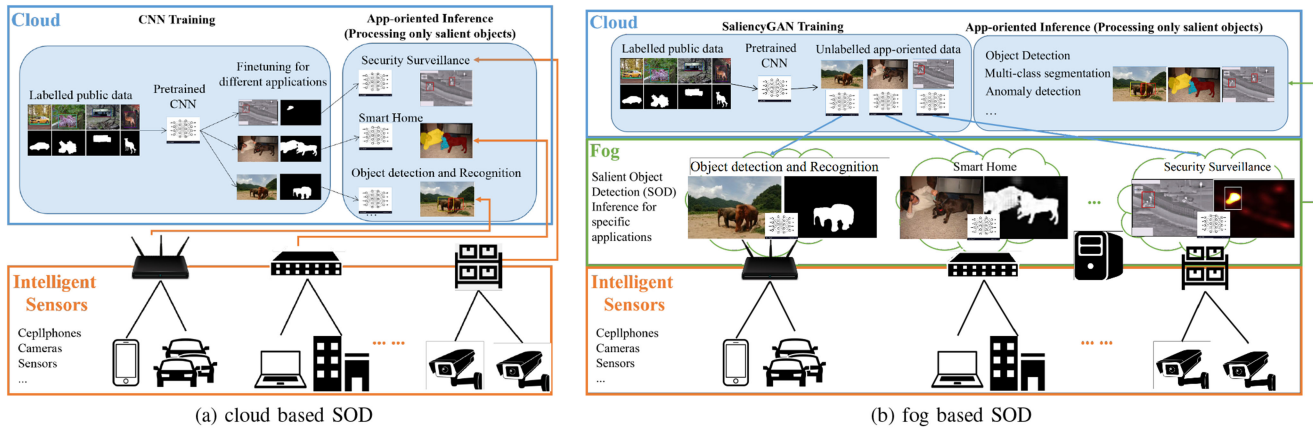 Cloud
CNN Training
App-oriented Inference
(Processing only salient objects)
Finetuning for
different applications
Labelled public data
Pretrained
CNN
Security Surveillance
Smart Home
Object detection and Recognition
...
Intelligent
Sensors
Cepllphones
Cameras
Sensors
...
... ...
(a) cloud based SOD
Cloud
SaliencyGAN Training
App-oriented Inference (Processing only salient objects)
Labelled public data
Pretrained
CNN
Unlabelled app-oriented data
Object Detection
Multi-class segmentation
Anomaly detection
...
Fog
Salient Object
Detection (SOD)
Inference for
specific
applications
Object detection and Recognition
Smart Home
...
Security Surveillance
Intelligent
Sensors
Cepllphones
Cameras
Sensors
...
... ...
(b) fog based SOD